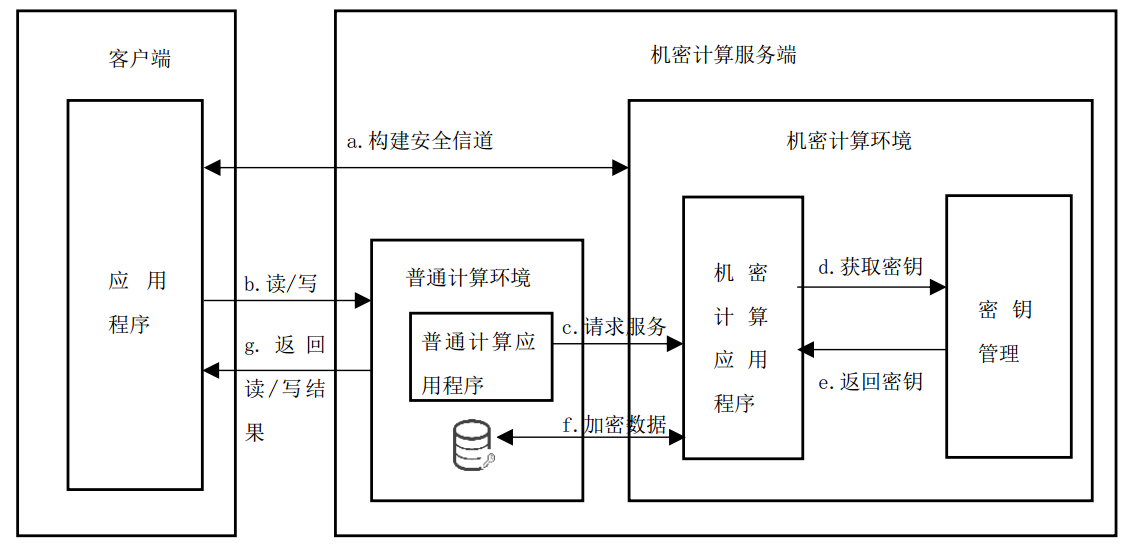 客户端
机密计算服务端
a.构建安全信道
机密计算环境
应 用
程序
b.读/写
g. 返 回
读/写结
果
普通计算环境
普通计算应
用程序
c.请求服务
f.加密数据
机 密
计 算
应 用
程序
d.获取密钥
e.返回密钥
密 钥
管理